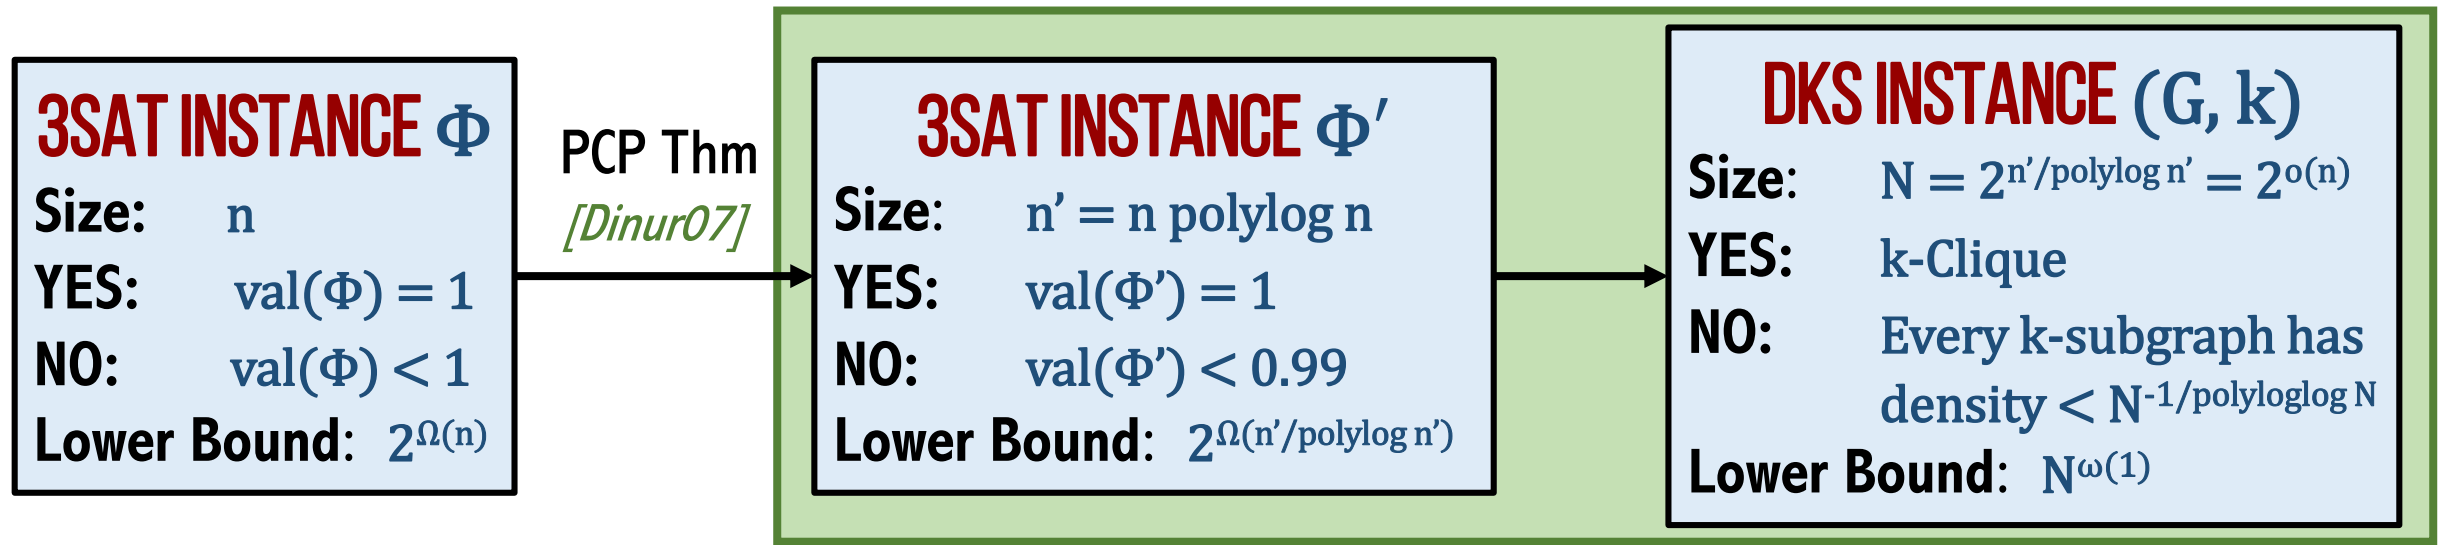 3SAT INSTANCE Φ
Size: n
YES: val(Φ) = 1
NO: val(Φ) < 1
Lower Bound: 2^Ω(n)
PCP Thm
[Dinur07]
3SAT INSTANCE Φ′
Size: n’ = n polylog n
YES: val(Φ’) = 1
NO: val(Φ’) < 0.99
Lower Bound: 2^Ω(n’/polylog n’)
DKS INSTANCE (G, k)
Size: N = 2^n’/polylog n’ = 2^o(n)
YES: k-Clique
NO: Every k-subgraph has
density < N^-1/polyloglog N
Lower Bound: N^ω(1)